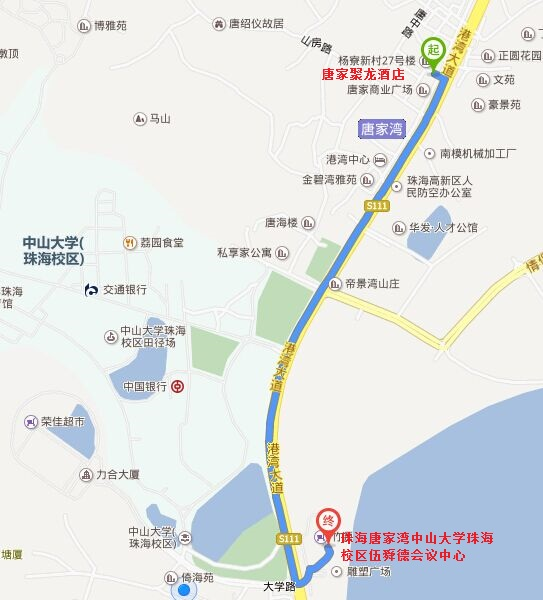 博雅苑
敦顶
唐绍仪故居
唐中路
山房路
港湾大道
杨寮新村27号楼
起
唐家聚龙酒店
唐家商业广场
正圆花园
文苑
豪景苑
马山
唐家湾
南模机械加工厂
港湾中心
金碧湾雅苑
珠海高新区人
民防空办公室
S111
唐海楼
华发·人才公馆
中山大学(
珠海校区)
荔园食堂
私享家公寓
情侣
交通银行
帝景湾山庄
珠海
育馆
中山大学珠海
校区田径场
港湾大道
中国银行
荣佳超市
港湾大道
力合大厦
终
中山大学(
珠海校区)
S111
珠海唐家湾中山大学珠海
校区伍舜德会议中心
塘厦
倚海苑
大学路
雕塑广场